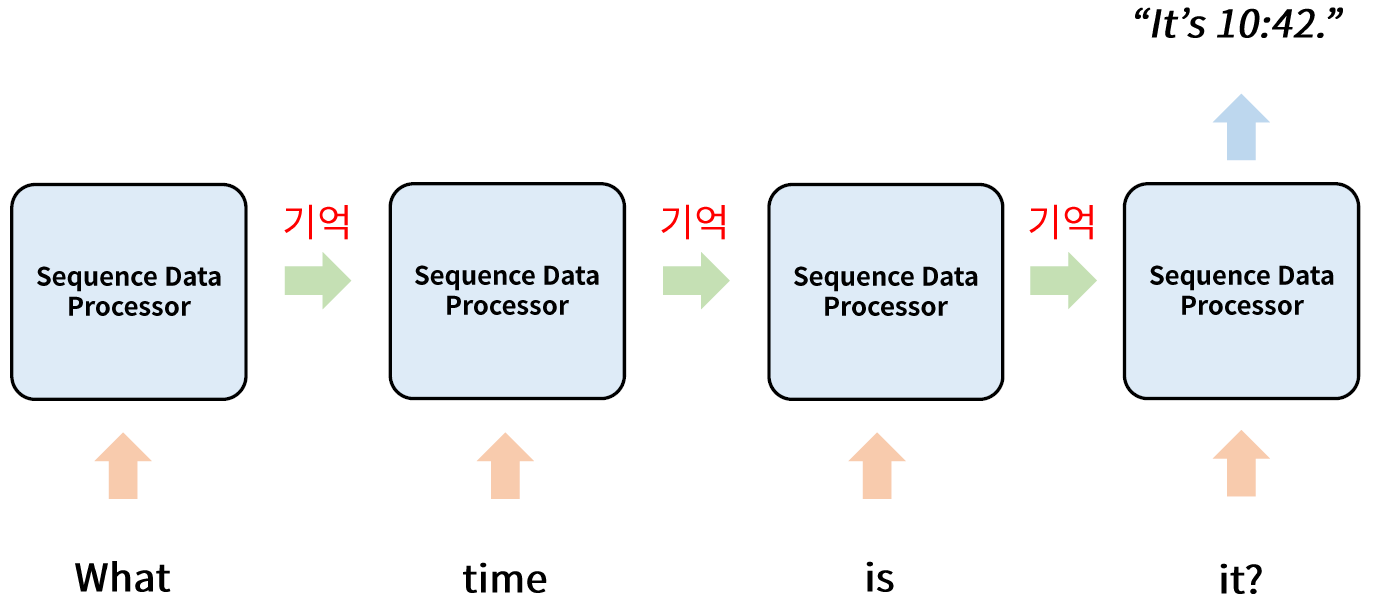 “It’s 10:42.”
기억
기억
기억
Sequence Data
Processor
Sequence Data
Processor
Sequence Data
Processor
Sequence Data
Processor
What
time
is
it?